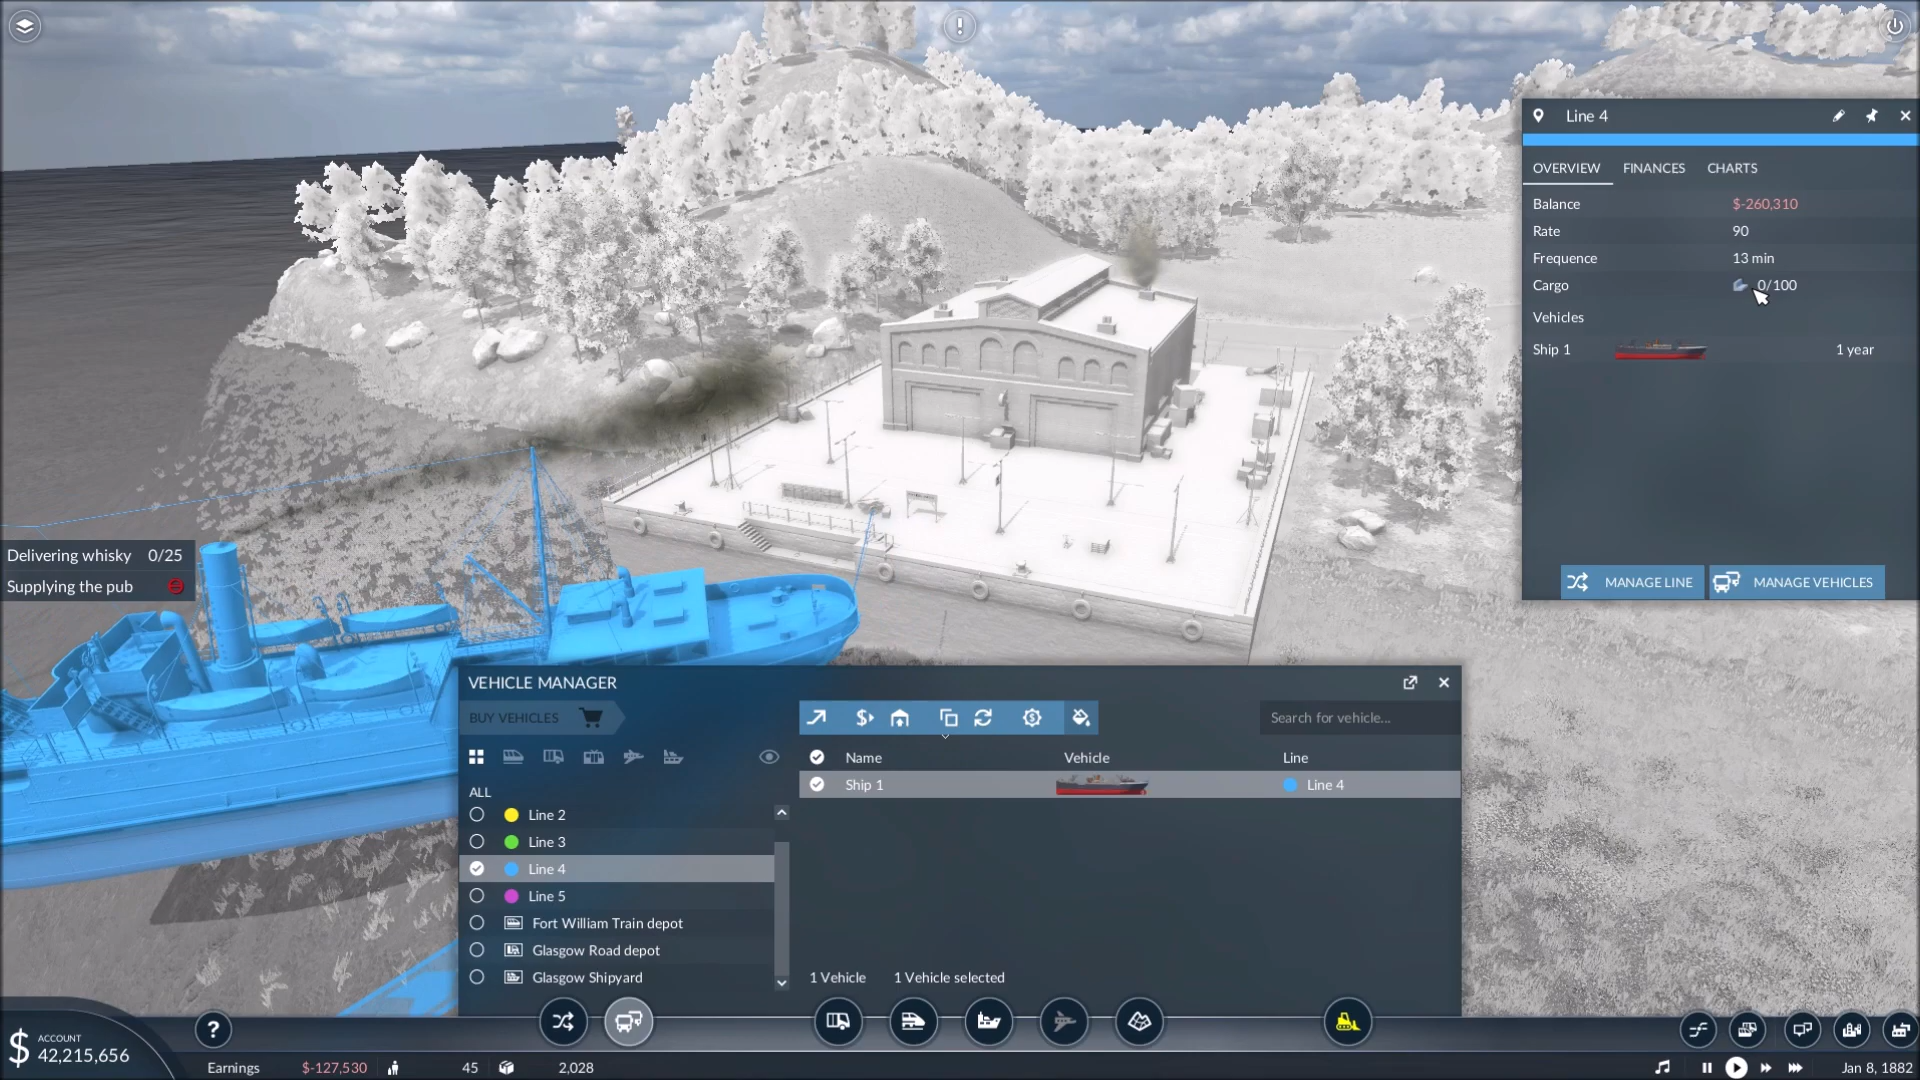 Line 4
OVERVIEW FINANCES CHARTS
Balance $-260,310
Rate 90
Frequence 13 min
Cargo 0/100
Vehicles
Ship 1 1 year
MANAGE LINE MANAGE VEHICLES
Delivering whisky 0/25
Supplying the pub
VEHICLE MANAGER
BUY VEHICLES
Search for vehicle...
ALL
Line 2
Line 3
Line 4
Line 5
Fort William Train depot
Glasgow Road depot
Glasgow Shipyard
Name Vehicle Line
Ship 1 Line 4
1 Vehicle 1 Vehicle selected
ACCOUNT
$ 42,215,656
Earnings $-127,530 45 2,028
Jan 8, 1882